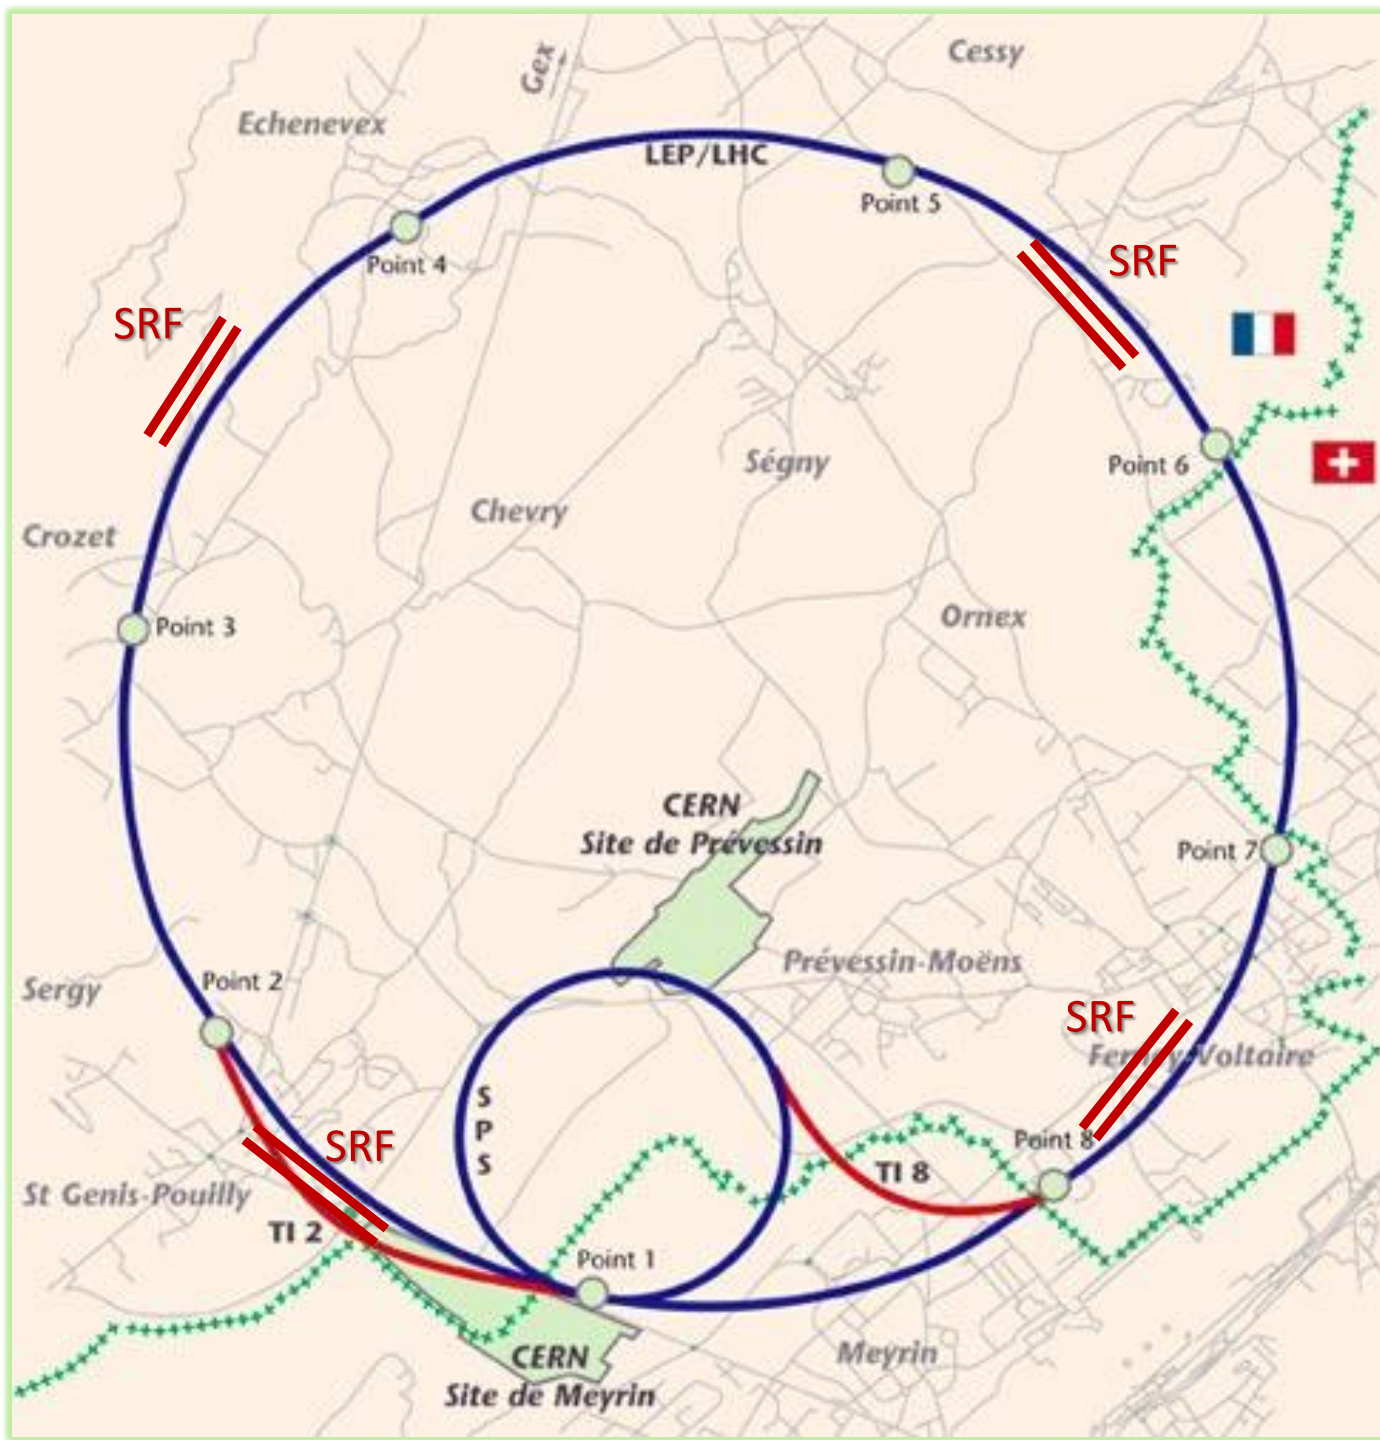 Cessy
Gex
Echenevex
LEP/LHC
Point 5
Point 4
SRF
SRF
Ségny
Point 6
Chevry
Crozet
Ornex
Point 3
CERN
Site de Prévessin
Point 7
Prévessin-Moëns
Point 2
Sergy
SRF
Ferney-Voltaire
S
P
S
Point 8
SRF
TI 8
St Genis-Pouilly
TI 2
Point 1
CERN
Site de Meyrin
Meyrin